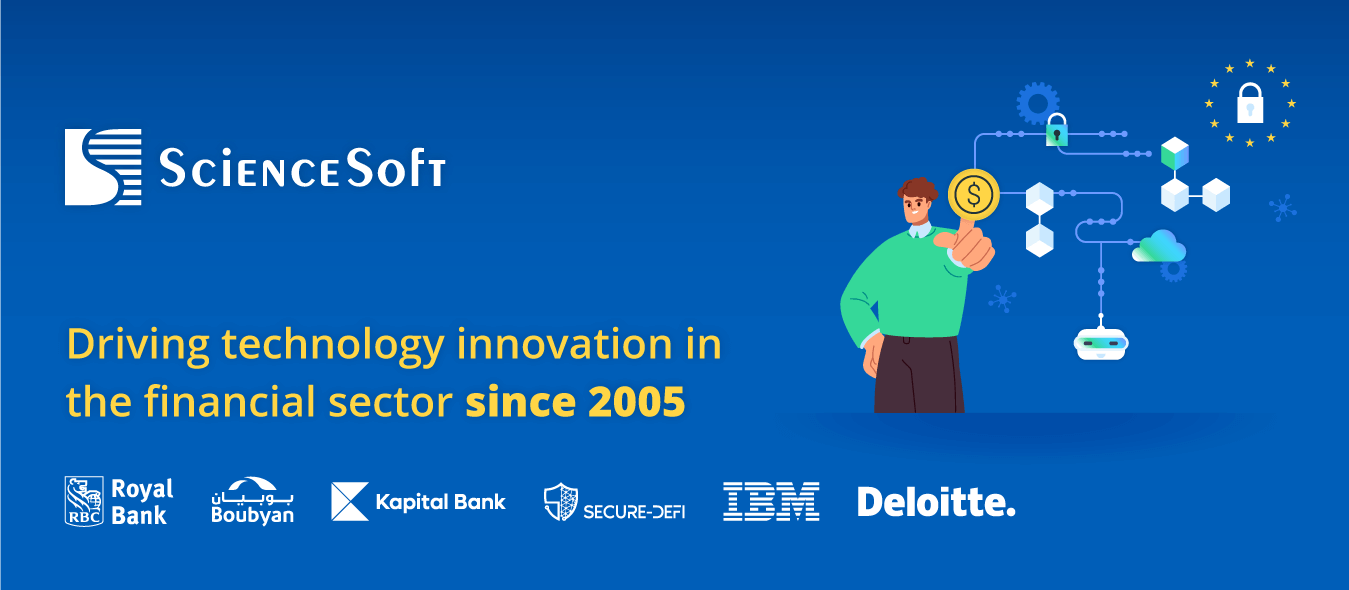 ScienceSoft
$
Driving technology innovation in
the financial sector since 2005
RBC
Royal
Bank
بوبيان
Boubyan
Kapital Bank
SECURE-DEFI
IBM
Deloitte.